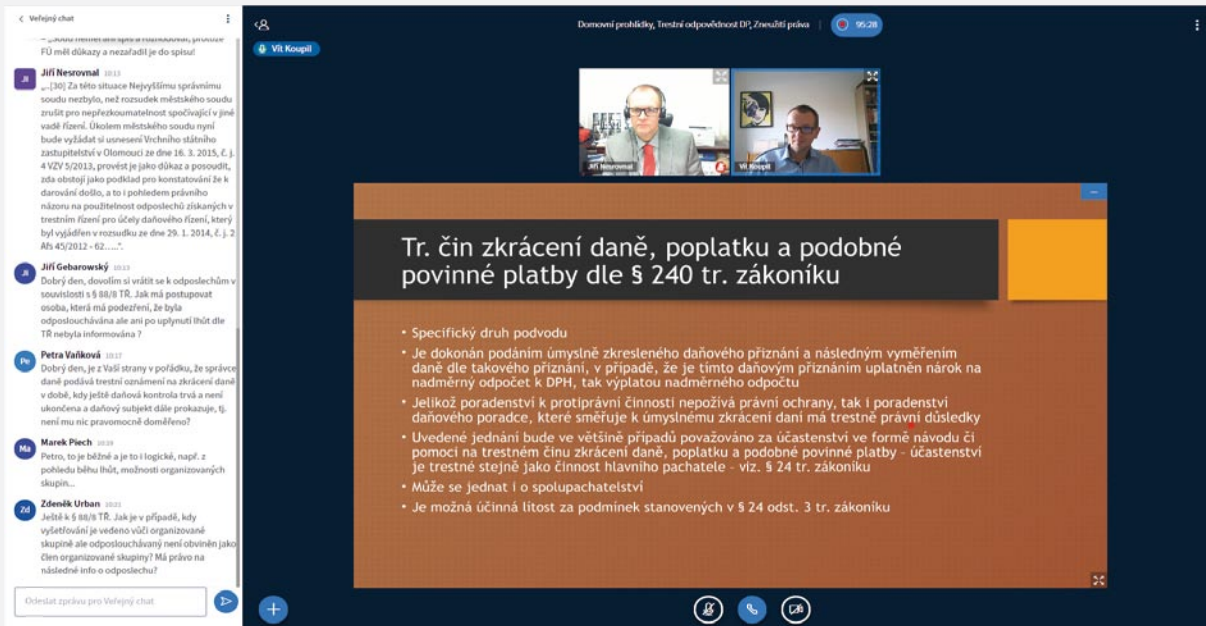 Veřejný chat
FÚ měl důkazy a nezařadil je do spisu!
Ji
Jiří Nesrovnal 10:13
„..[30] Za této situace Nejvyššímu správnímu
soudu nezbylo, než rozsudek městského soudu
zrušit pro nepřezkoumatelnost spočívající v jiné
vadě řízení. Úkolem městského soudu nyní
bude vyžádat si usnesení Vrchního státního
zastupitelství v Olomouci ze dne 16. 3. 2015, č. j.
4 VZV 5/2013, provést je jako důkaz a posoudit,
zda obstojí jako podklad pro konstatování že k
darování došlo, a to i pohledem právního
názoru na použitelnost odposlechů získaných v
trestním řízení pro účely daňového řízení, který
byl vyjádřen v rozsudku ze dne 29. 1. 2014, č. j. 2
Afs 45/2012 - 62.....“.
Ji
Jiří Gebarowský 10:13
Dobrý den, dovolím si vrátit se k odposlechům v
souvislosti s § 88/8 TŘ. Jak má postupovat
osoba, která má podezření, že byla
odposlouchávána ale ani po uplynutí lhůt dle
TŘ nebyla informována ?
Pe
Petra Vaňková 10:17
Dobrý den, je z Vaší strany v pořádku, že správce
daně podává trestní oznámení na zkrácení daně
v době, kdy ještě daňová kontrola trvá a není
ukončena a daňový subjekt dále prokazuje, tj.
není mu nic pravomocně doměřeno?
Ma
Marek Piech
Petro, to je běžné a je to i logické, např. z
pohledu běhu lhůt, možnosti organizovaných
skupin...
Zd
Zdeněk Urban 10:21
Ještě k § 88/8 TŘ. Jak je v případě, kdy
vyšetřování je vedeno vůči organizované
skupině ale odposlouchávaný není obviněn jako
člen organizované skupiny? Má právo na
následné info o odposlechu?
Odeslat zprávu pro Veřejný chat
Domovní prohlídky, Trestní odpovědnost DP, Zneužití práva
95:28
Vít Koupil
Jiří Nesrovnal
Vít Koupil
Tr. čin zkrácení daně, poplatku a podobné
povinné platby dle § 240 tr. zákoníku
• Specifický druh podvodu
• Je dokonán podáním úmyslně zkresleného daňového přiznání a následným vyměřením
daně dle takového přiznání, v případě, že je tímto daňovým přiznáním uplatněn nárok na
nadměrný odpočet k DPH, tak výplatou nadměrného odpočtu
• Jelikož poradenství k protiprávní činnosti nepožívá právní ochrany, tak i poradenství
daňového poradce, které směřuje k úmyslnému zkrácení daní má trestně právní důsledky
• Uvedené jednání bude ve většině případů považováno za účastenství ve formě návodu či
pomoci na trestném činu zkrácení daně, poplatku a podobné povinné platby – účastenství
je trestné stejně jako činnost hlavního pachatele – viz. § 24 tr. zákoníku
• Může se jednat i o spolupachatelství
• Je možná účinná lítost za podmínek stanovených v § 24 odst. 3 tr. zákoníku